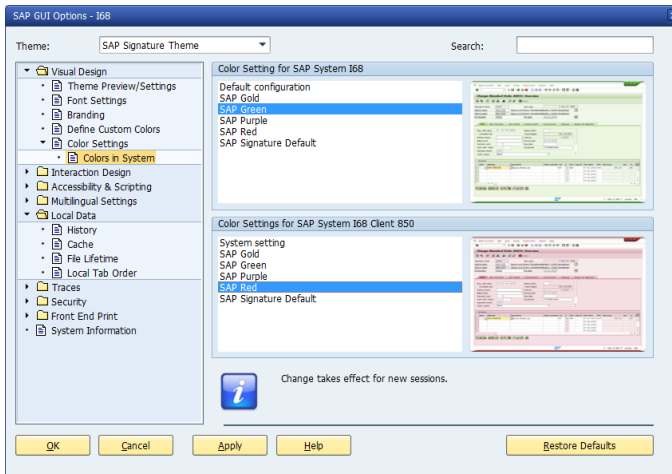 SAP GUI Options - I68
Theme: SAP Signature Theme Search:
Visual Design
Theme Preview/Settings
Font Settings
Branding
Define Custom Colors
Color Settings
Colors in System
Interaction Design
Accessibility & Scripting
Multilingual Settings
Local Data
History
Cache
File Lifetime
Local Tab Order
Traces
Security
Front End Print
System Information
Color Setting for SAP System I68
Default configuration
SAP Gold
SAP Green
SAP Purple
SAP Red
SAP Signature Default
Color Settings for SAP System I68 Client 850
System setting
SAP Gold
SAP Green
SAP Purple
SAP Red
SAP Signature Default
Change takes effect for new sessions.
OK Cancel Apply Help Restore Defaults